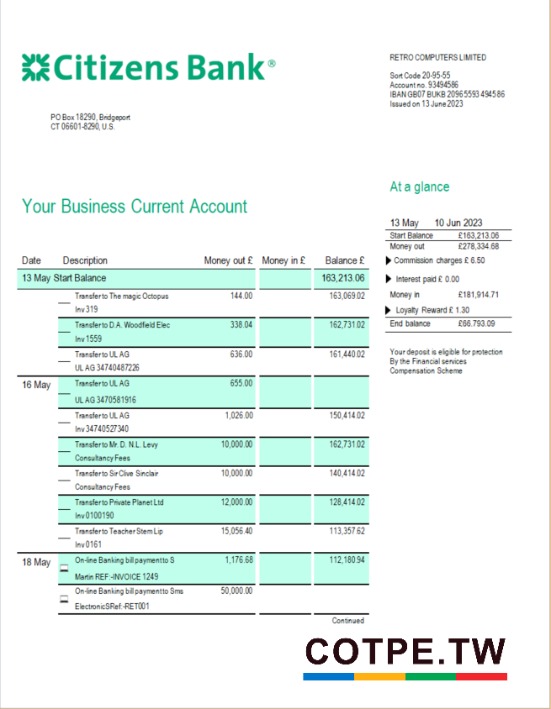 Citizens Bank®
PO Box 18290, Bridgeport
CT 06601-8290, U.S.
RETRO COMPUTERS LIMITED
Sort Code 20-95-55
Account no. 93494586
IBAN GB07 BUKB 20965593 494586
Issued on 13 June 2023
At a glance
13 May 10 Jun 2023
Start Balance £163,213.06
Money out £278,334.68
Commission charges £ 6.50
Interest paid £ 0.00
Money in £181,914.71
Loyalty Reward £ 1.30
End balance £66.793.09
Your deposit is eligible for protection
By the Financial services
Compensation Scheme
Your Business Current Account
Date Description Money out £ Money in £ Balance £
13 May Start Balance 163,213.06
Transfer to The magic Octopus 144.00 163,069.02
Inv 319
Transfer to D.A. Woodfield Elec 338.04 162,731.02
Inv 1559
Transfer to UL AG 636.00 161,440.02
UL AG 34740487226
16 May Transfer to UL AG 655.00
UL AG 3470581916
Transfer to UL AG 1,026.00 150,414.02
Inv 34740527340
Transfer to Mr. D. N.L. Levy 10,000.00 162,731.02
Consultancy Fees
Transfer to Sir Clive Sinclair 10,000.00 140,414.02
Consultancy Fees
Transfer to Private Planet Ltd 12,000.00 128,414.02
Inv 0100190
Transfer to Teacher Stem Lip 15,056.40 113,357.62
Inv 0161
18 May On-line Banking bill payment to S 1,176.68 112,180.94
Martin REF:-INVOICE 1249
On-line Banking bill payment to Sms 50,000.00
ElectronicSRef:-RET001
Continued
COTPE.TW